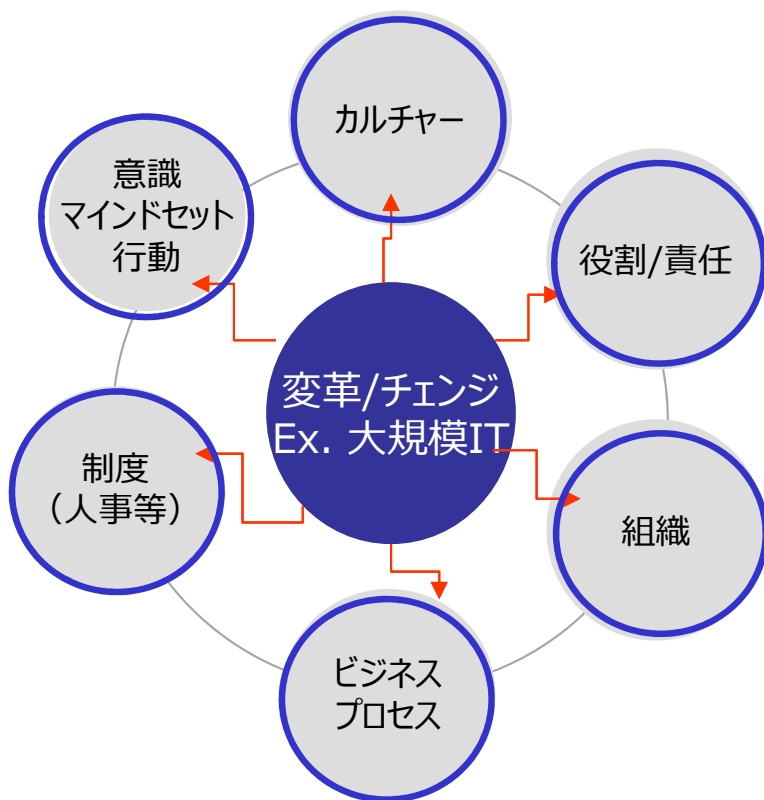 カルチャー
意識
マインドセット
行動
役割/責任
変革/チェンジ
Ex. 大規模IT
制度
（人事等）
組織
ビジネス
プロセス